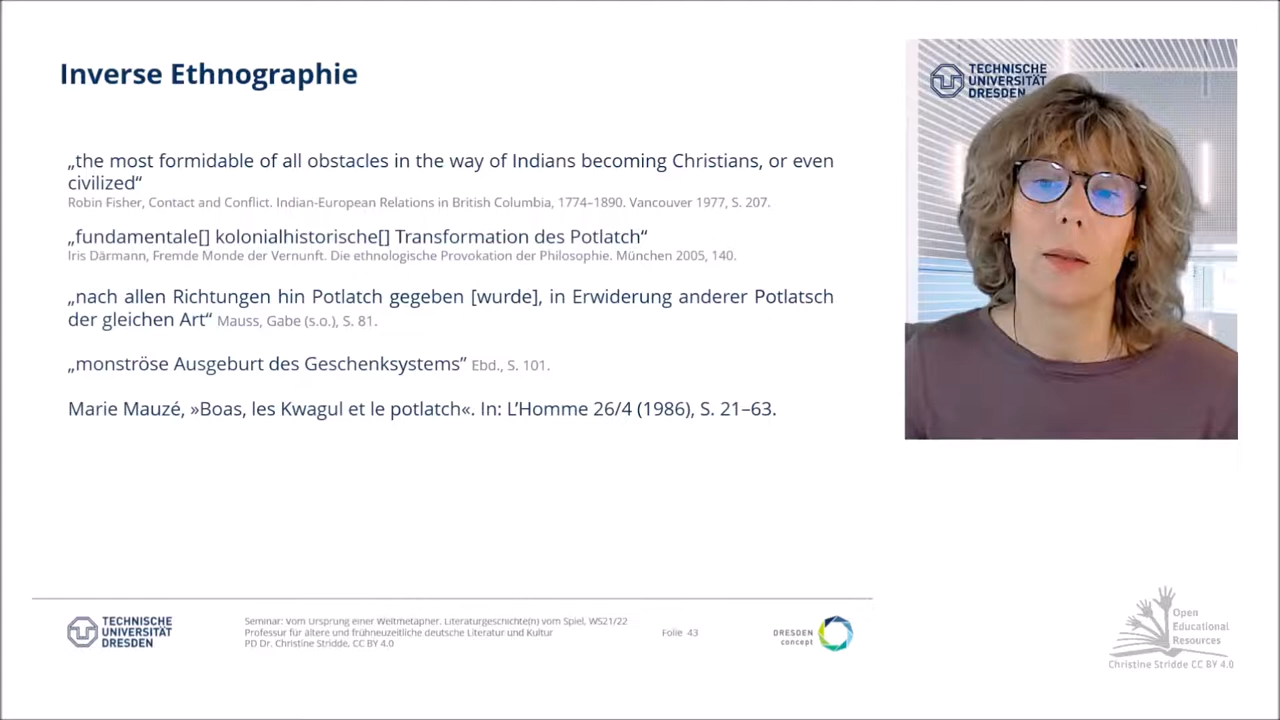 Inverse Ethnographie
„the most formidable of all obstacles in the way of Indians becoming Christians, or even
civilized“
Robin Fisher, Contact and Conflict. Indian-European Relations in British Columbia, 1774–1890. Vancouver 1977, S. 207.
„fundamentale[] kolonialhistorische[] Transformation des Potlatch“
Iris Därmann, Fremde Monde der Vernunft. Die ethnologische Provokation der Philosophie. München 2005, 140.
„nach allen Richtungen hin Potlatch gegeben [wurde], in Erwiderung anderer Potlatsch
der gleichen Art“ Mauss, Gabe (s.o.), S. 81.
„monströse Ausgeburt des Geschenksystems” Ebd., S. 101.
Marie Mauzé, »Boas, les Kwagul et le potlatch«. In: L’Homme 26/4 (1986), S. 21–63.
TECHNISCHE
UNIVERSITÄT
DRESDEN
TECHNISCHE
UNIVERSITÄT
DRESDEN
Seminar: Vom Ursprung einer Weltmetapher. Literaturgeschichte(n) vom Spiel, WS21/22
Professur für ältere und frühneuzeitliche deutsche Literatur und Kultur
PD Dr. Christine Stridde, CC BY 4.0
Folie 43
DRESDEN
concept
Open
Educational
Resources
Christine Stridde CC BY 4.0